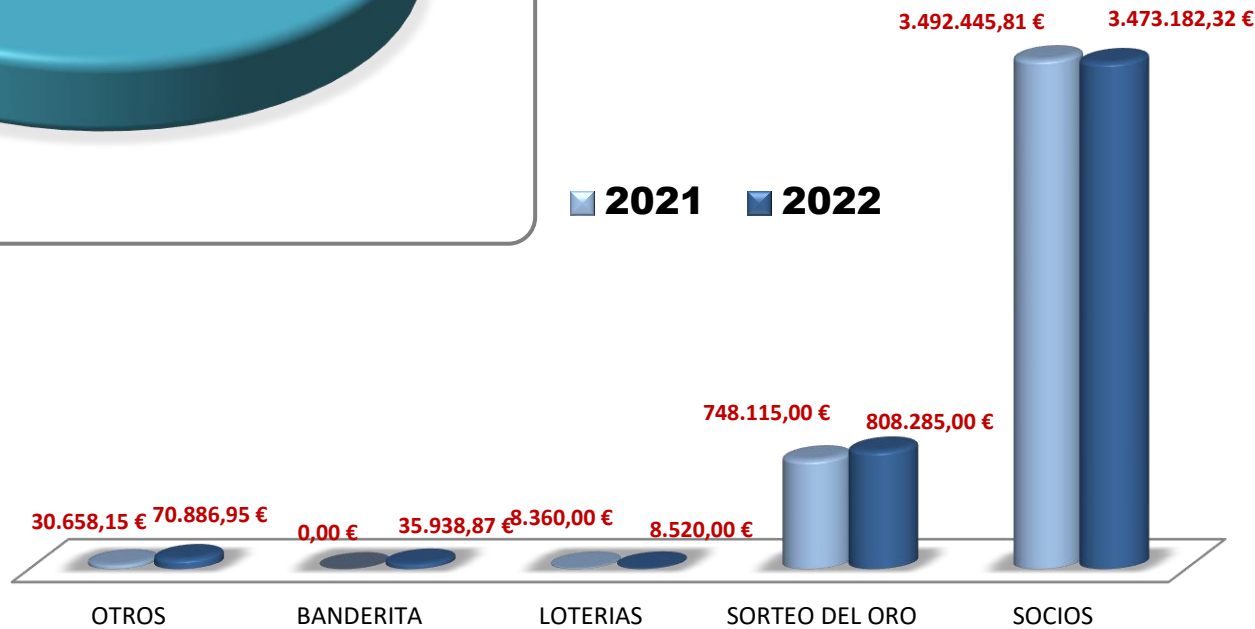 3.492.445,81 € 3.473.182,32 €
2021 2022
748.115,00 € 808.285,00 €
30.658,15 € 70.886,95 € 0,00 € 35.938,87 € 8.360,00 € 8.520,00 €
OTROS BANDERITA LOTERIAS SORTEO DEL ORO SOCIOS